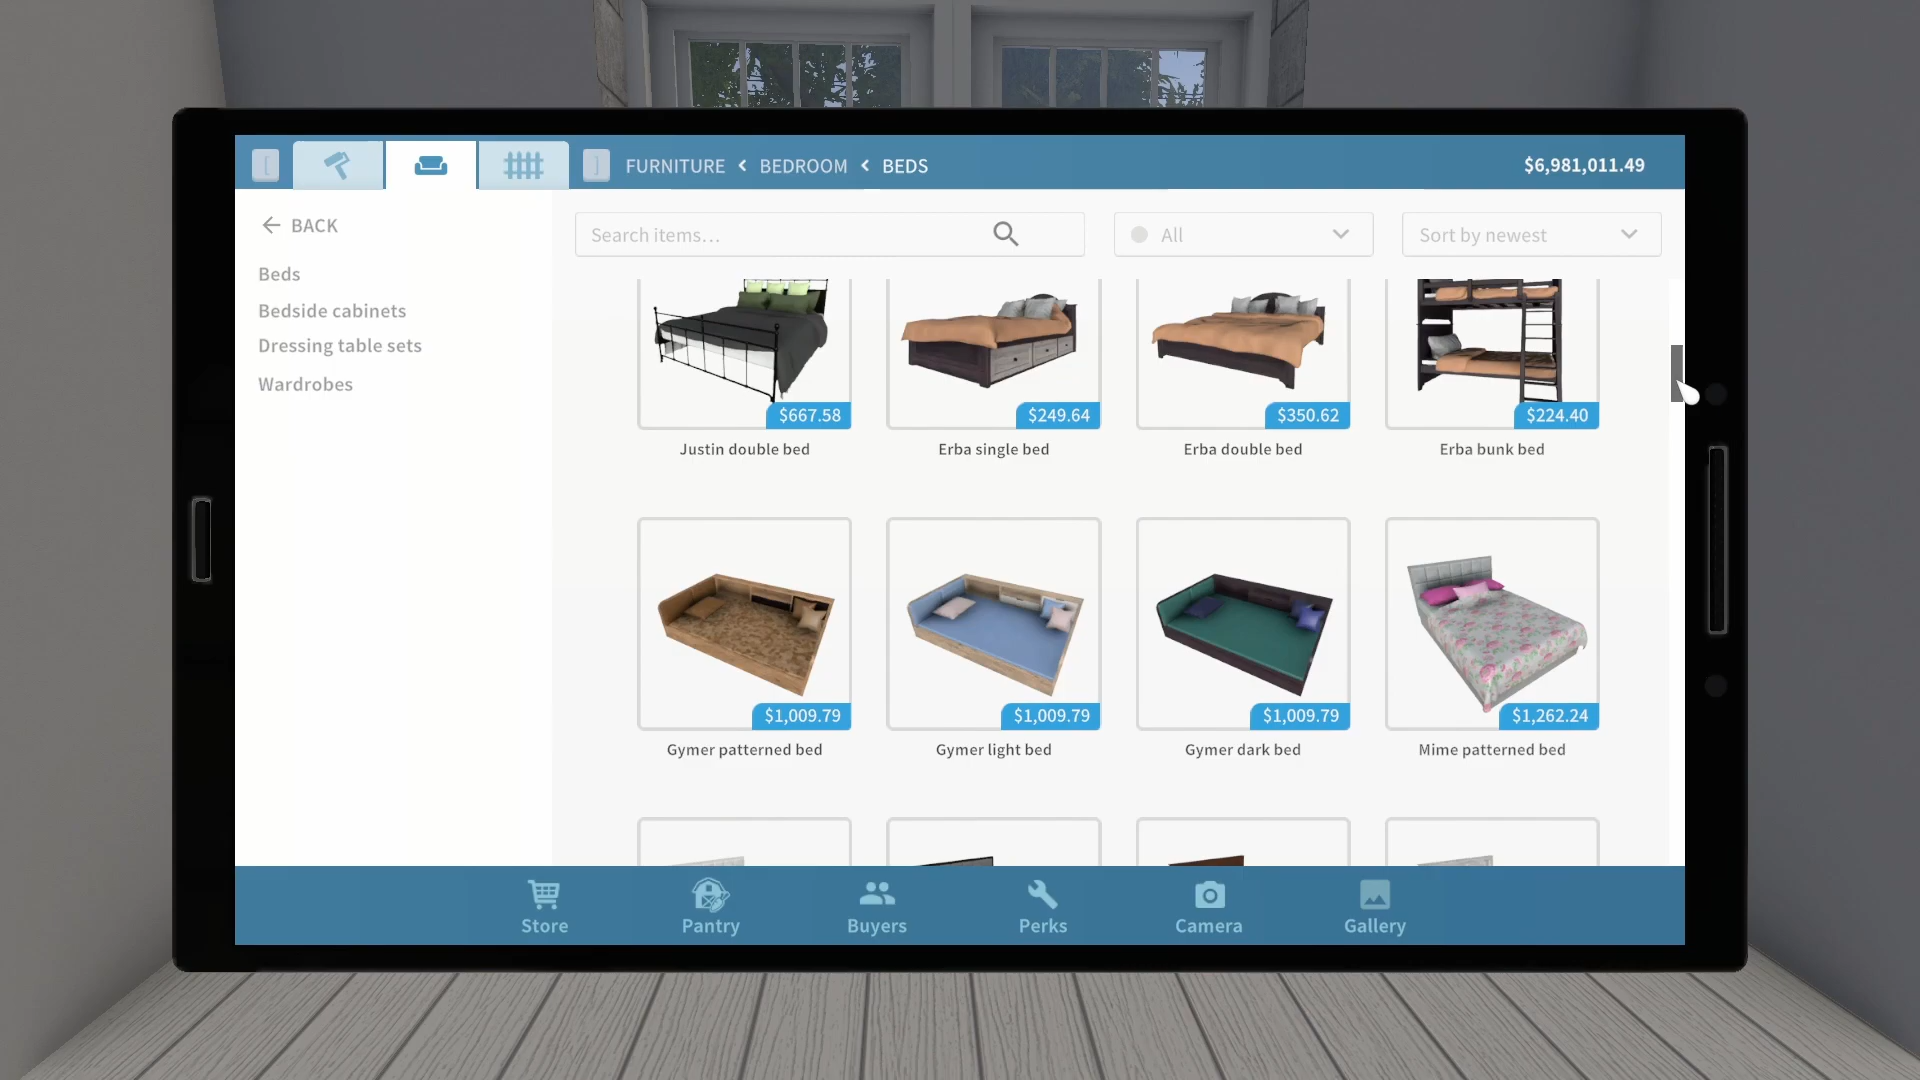 FURNITURE < BEDROOM < BEDS
$6,981,011.49
BACK
Search items...
All
Sort by newest
Beds
Bedside cabinets
Dressing table sets
Wardrobes
$667.58
$249.64
$350.62
$224.40
Justin double bed
Erba single bed
Erba double bed
Erba bunk bed
$1,009.79
$1,009.79
$1,009.79
$1,262.24
Gymer patterned bed
Gymer light bed
Gymer dark bed
Mime patterned bed
Store
Pantry
Buyers
Perks
Camera
Gallery